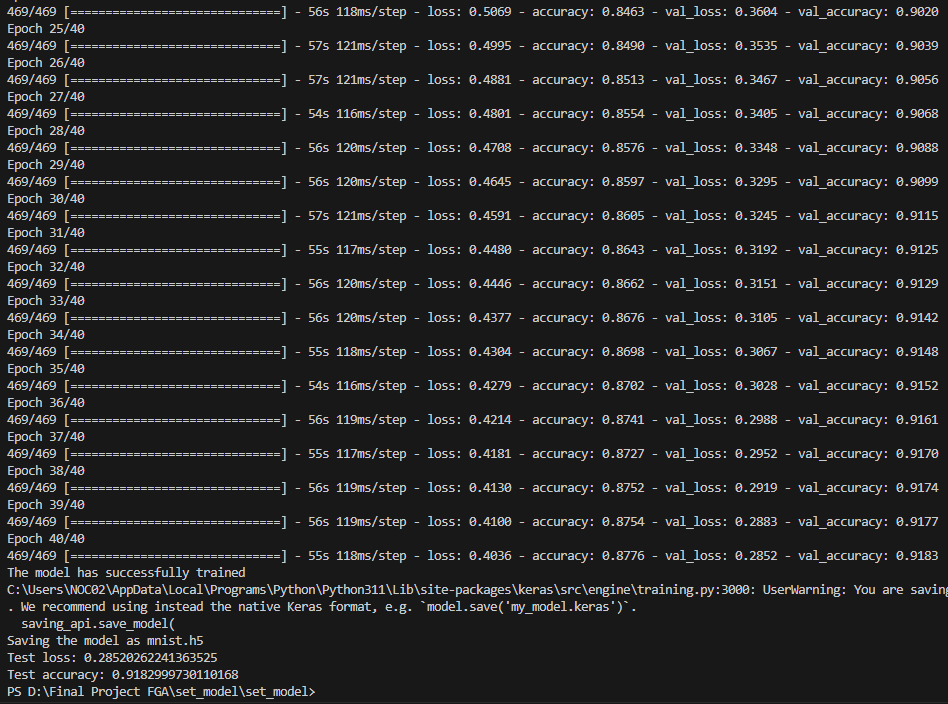 469/469 [==============================] - 56s 118ms/step - loss: 0.5069 - accuracy: 0.8463 - val_loss: 0.3604 - val_accuracy: 0.9020
Epoch 25/40
469/469 [==============================] - 57s 121ms/step - loss: 0.4995 - accuracy: 0.8490 - val_loss: 0.3535 - val_accuracy: 0.9039
Epoch 26/40
469/469 [==============================] - 57s 121ms/step - loss: 0.4881 - accuracy: 0.8513 - val_loss: 0.3467 - val_accuracy: 0.9056
Epoch 27/40
469/469 [==============================] - 54s 116ms/step - loss: 0.4801 - accuracy: 0.8554 - val_loss: 0.3405 - val_accuracy: 0.9068
Epoch 28/40
469/469 [==============================] - 56s 120ms/step - loss: 0.4708 - accuracy: 0.8576 - val_loss: 0.3348 - val_accuracy: 0.9088
Epoch 29/40
469/469 [==============================] - 56s 120ms/step - loss: 0.4645 - accuracy: 0.8597 - val_loss: 0.3295 - val_accuracy: 0.9099
Epoch 30/40
469/469 [==============================] - 57s 121ms/step - loss: 0.4591 - accuracy: 0.8605 - val_loss: 0.3245 - val_accuracy: 0.9115
Epoch 31/40
469/469 [==============================] - 55s 117ms/step - loss: 0.4480 - accuracy: 0.8643 - val_loss: 0.3192 - val_accuracy: 0.9125
Epoch 32/40
469/469 [==============================] - 56s 120ms/step - loss: 0.4446 - accuracy: 0.8662 - val_loss: 0.3151 - val_accuracy: 0.9129
Epoch 33/40
469/469 [==============================] - 56s 120ms/step - loss: 0.4377 - accuracy: 0.8676 - val_loss: 0.3105 - val_accuracy: 0.9142
Epoch 34/40
469/469 [==============================] - 55s 118ms/step - loss: 0.4304 - accuracy: 0.8698 - val_loss: 0.3067 - val_accuracy: 0.9148
Epoch 35/40
469/469 [==============================] - 54s 116ms/step - loss: 0.4279 - accuracy: 0.8702 - val_loss: 0.3028 - val_accuracy: 0.9152
Epoch 36/40
469/469 [==============================] - 56s 119ms/step - loss: 0.4214 - accuracy: 0.8741 - val_loss: 0.2988 - val_accuracy: 0.9161
Epoch 37/40
469/469 [==============================] - 55s 117ms/step - loss: 0.4181 - accuracy: 0.8727 - val_loss: 0.2952 - val_accuracy: 0.9170
Epoch 38/40
469/469 [==============================] - 56s 119ms/step - loss: 0.4130 - accuracy: 0.8752 - val_loss: 0.2919 - val_accuracy: 0.9174
Epoch 39/40
469/469 [==============================] - 56s 119ms/step - loss: 0.4100 - accuracy: 0.8754 - val_loss: 0.2883 - val_accuracy: 0.9177
Epoch 40/40
469/469 [==============================] - 55s 118ms/step - loss: 0.4036 - accuracy: 0.8776 - val_loss: 0.2852 - val_accuracy: 0.9183
The model has successfully trained
C:\Users\NOC02\AppData\Local\Programs\Python\Python311\Lib\site-packages\keras\src\engine\training.py:3000: UserWarning: You are saving
. We recommend using instead the native Keras format, e.g. `model.save('my_model.keras')`.
  saving_api.save_model(
Saving the model as mnist.h5
Test loss: 0.28520262241363525
Test accuracy: 0.9182999730110168
PS D:\Final Project FGA\set_model\set_model>